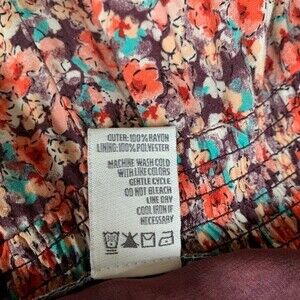 OUTER: 100% RAYON
LINING: 100% POLYESTER
MACHINE WASH COLD
WITH LIKE COLORS
GENTLE CYCLE
DO NOT BLEACH
LINE DRY
COOL IRON IF
NECESSARY